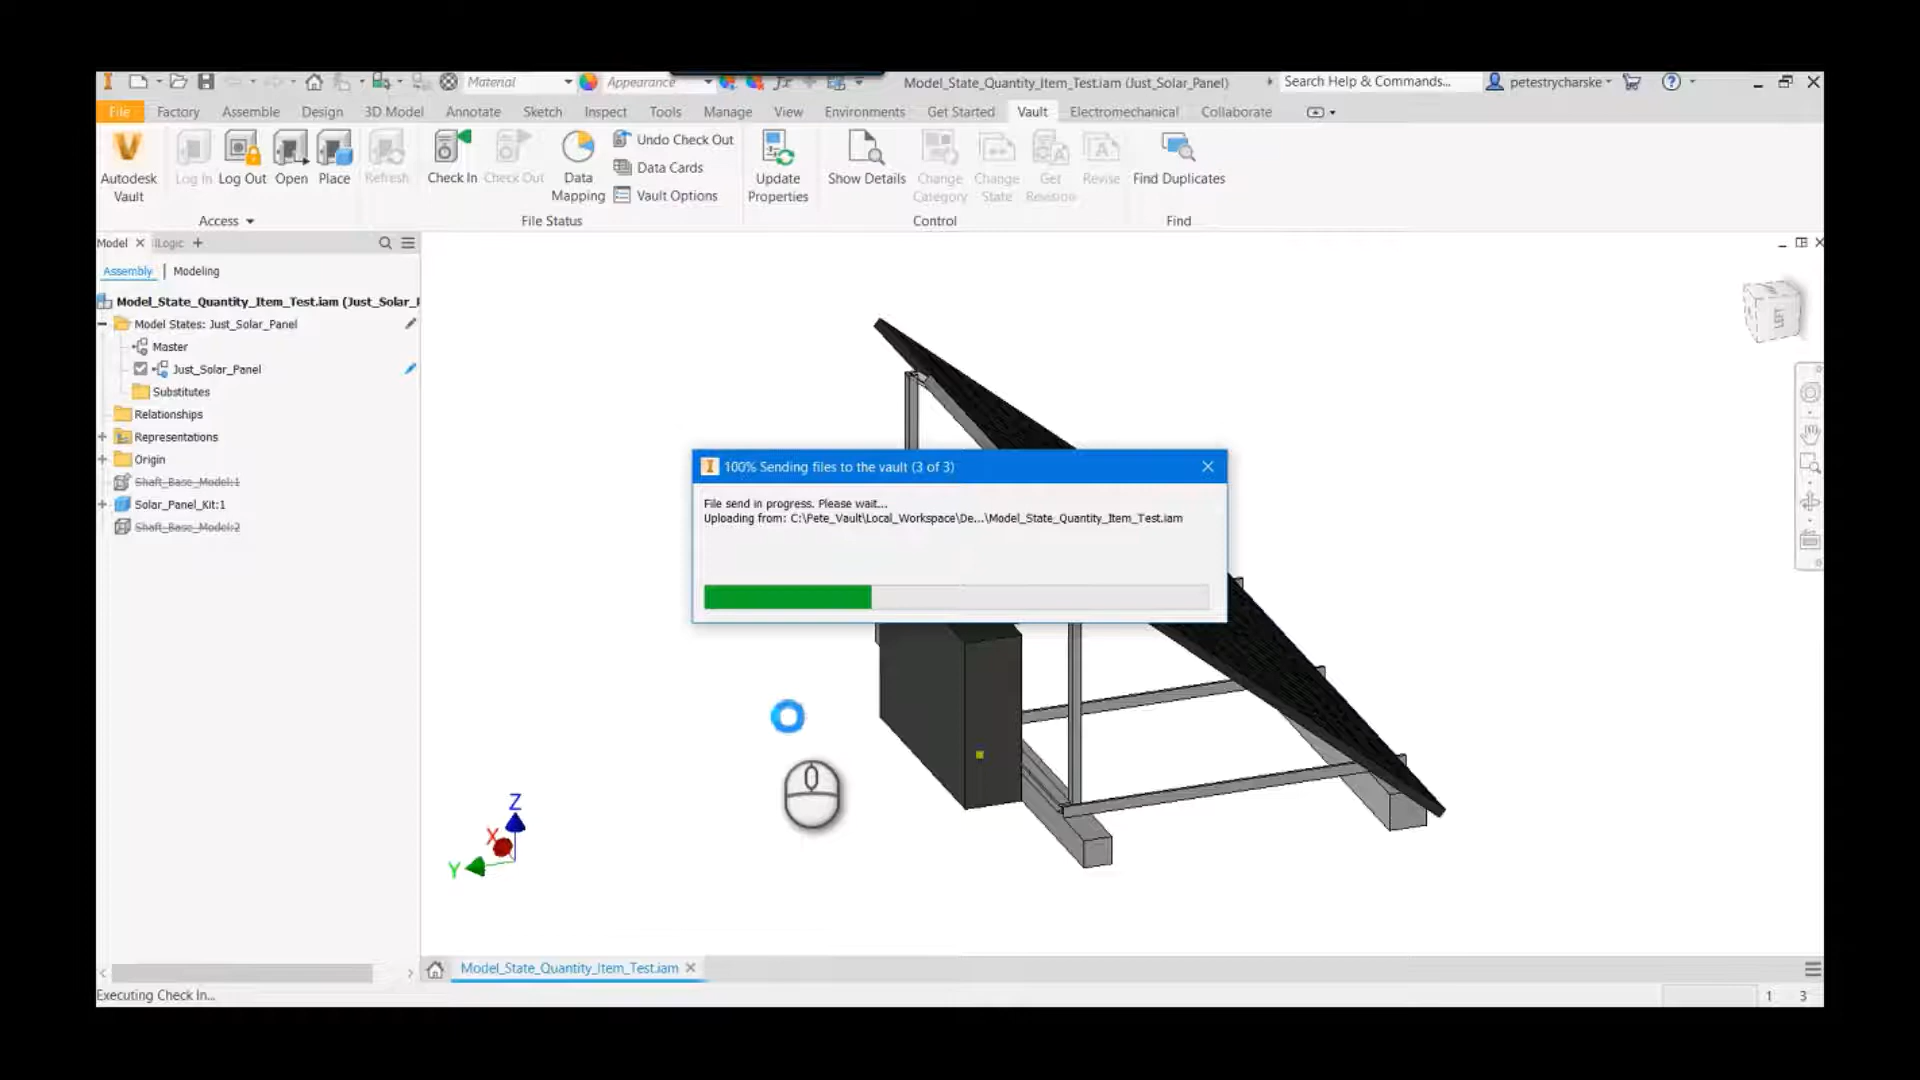 Material
Appearance
fx
Model_State_Quantity_Item_Test.iam (Just_Solar_Panel)
Search Help & Commands...
petestrycharske
File
Factory
Assemble
Design
3D Model
Annotate
Sketch
Inspect
Tools
Manage
View
Environments
Get Started
Vault
Electromechanical
Collaborate
Autodesk
Vault
Log In
Log Out
Open
Place
Refresh
Access
Check In
Check Out
Data
Mapping
Undo Check Out
Data Cards
Vault Options
File Status
Update
Properties
Show Details
Change
Category
Change
State
Get
Revision
Revise
Control
Find Duplicates
Find
Model
iLogic
Assembly | Modeling
Model_State_Quantity_Item_Test.iam (Just_Solar_
Model States: Just_Solar_Panel
Master
Just_Solar_Panel
Substitutes
Relationships
Representations
Origin
Shaft_Base_Model:1
Solar_Panel_Kit:1
Shaft_Base_Model:2
LEFT
100% Sending files to the vault (3 of 3)
File send in progress. Please wait...
Uploading from: C:\Pete_Vault\Local_Workspace\De...\Model_State_Quantity_Item_Test.iam
Z
X
Y
Model_State_Quantity_Item_Test.iam
Executing Check In...
1
3